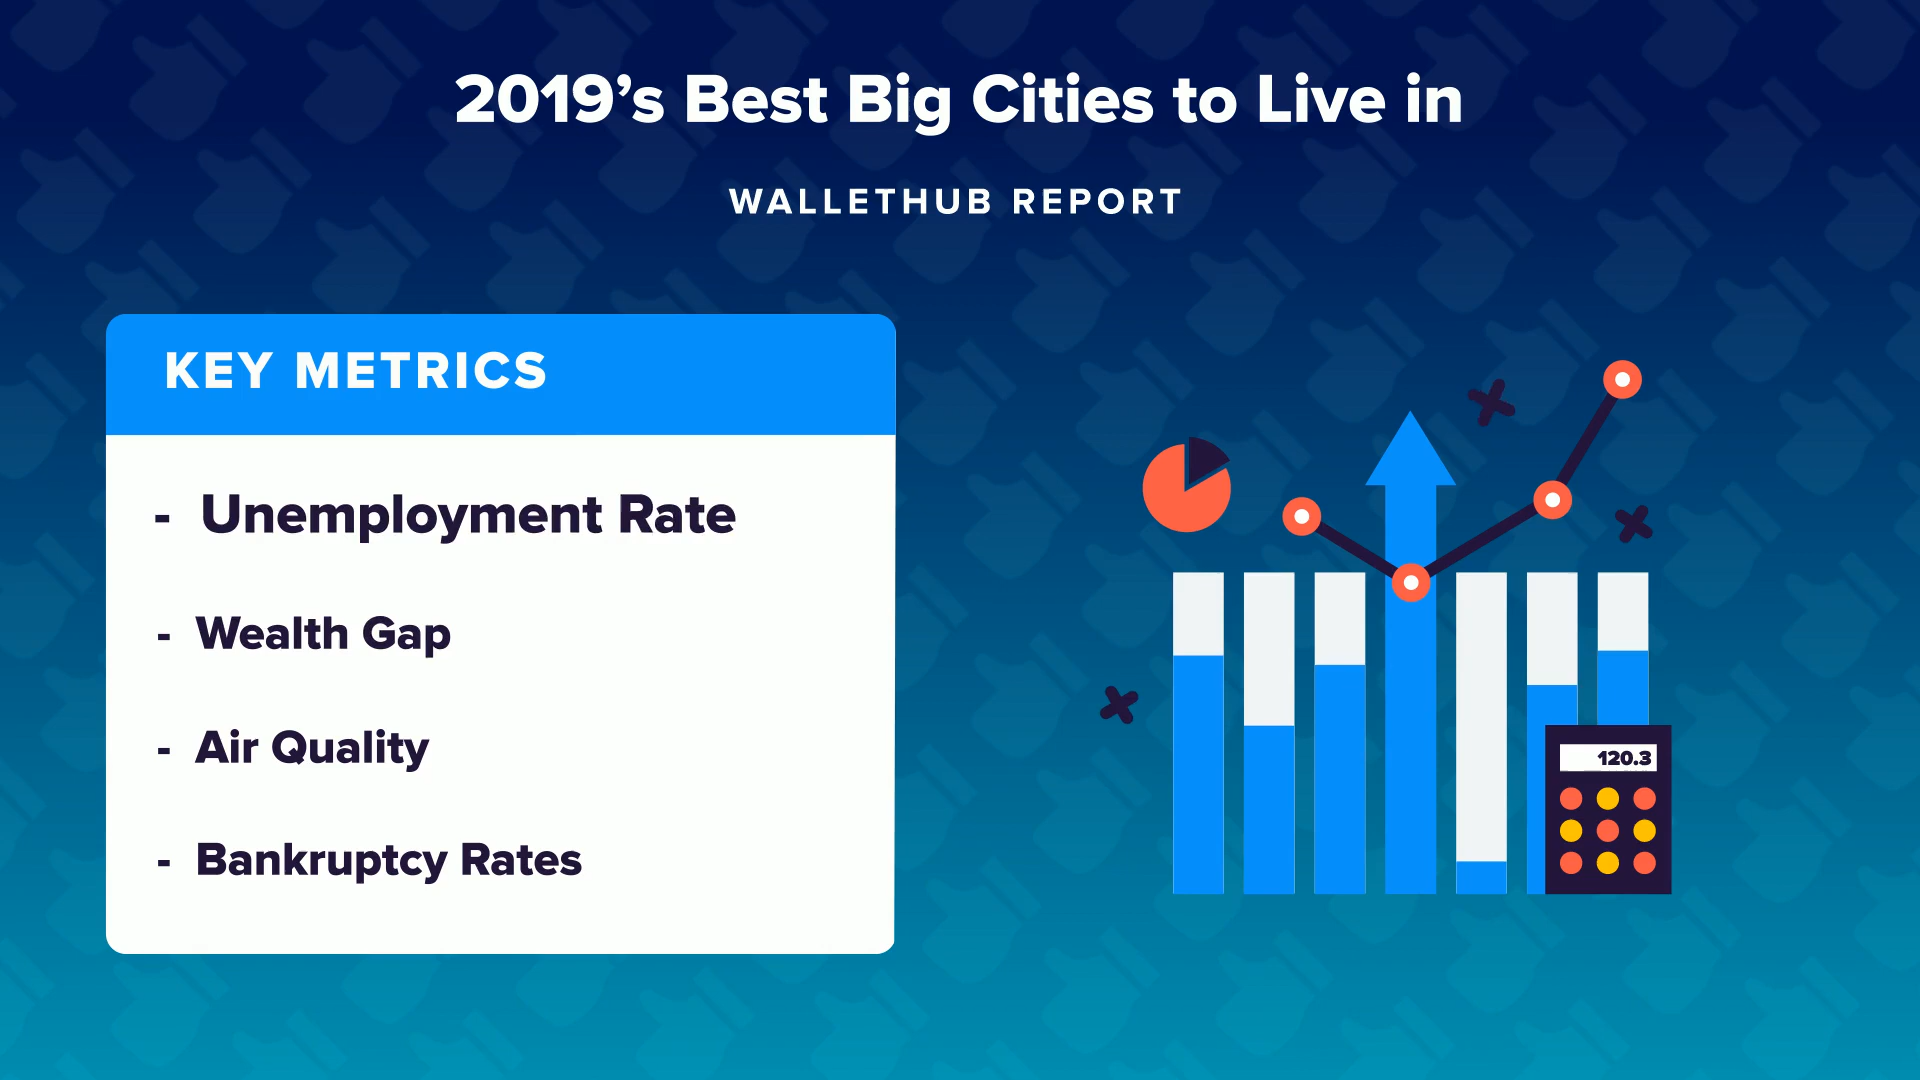 2019’s Best Big Cities to Live in
WALLETHUB REPORT
KEY METRICS
- Unemployment Rate
- Wealth Gap
- Air Quality
- Bankruptcy Rates
120.3